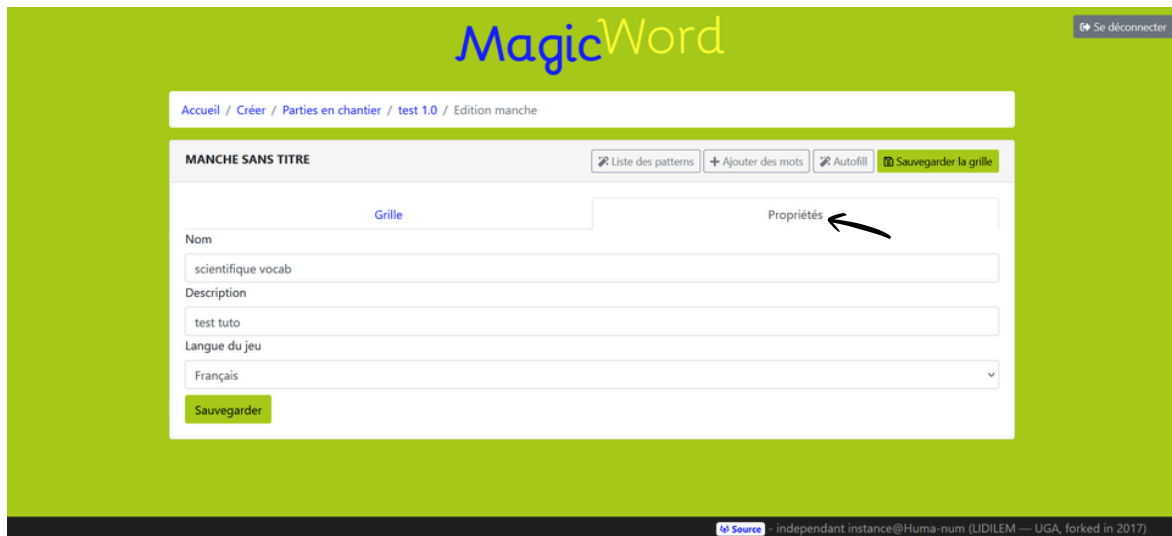 MagicWord
Se déconnecter
Accueil / Créer / Parties en chantier / test 1.0 / Edition manche
MANCHE SANS TITRE
Liste des patterns
Ajouter des mots
Autofill
Sauvegarder la grille
Grille
Propriétés
Nom
scientifique vocab
Description
test tuto
Langue du jeu
Français
Sauvegarder
Source - independant instance@Huma-num (LIDILEM — UGA, forked in 2017)